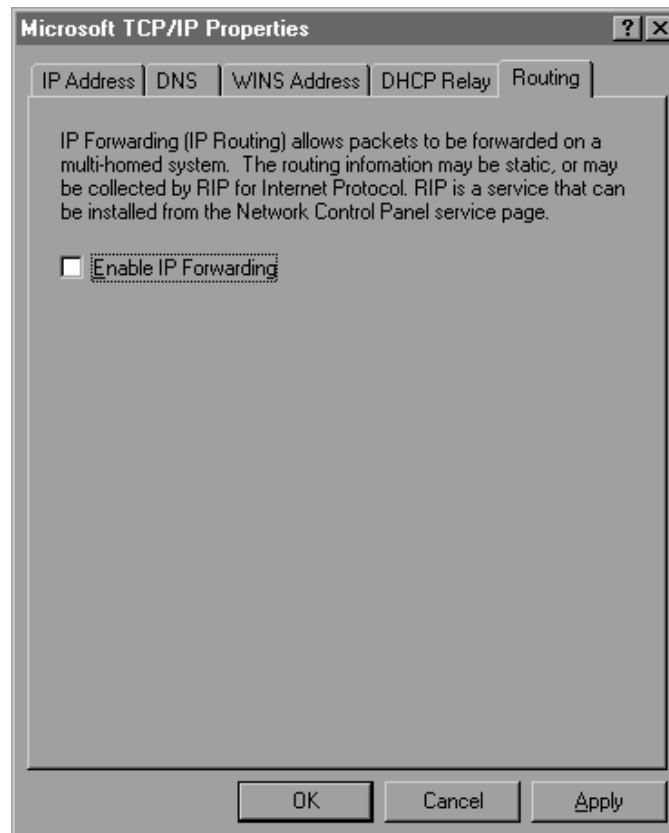 Microsoft TCP/IP Properties
IP Address DNS WINS Address DHCP Relay Routing
IP Forwarding (IP Routing) allows packets to be forwarded on a
multi-homed system. The routing infomation may be static, or may
be collected by RIP for Internet Protocol. RIP is a service that can
be installed from the Network Control Panel service page.
Enable IP Forwarding
OK Cancel Apply